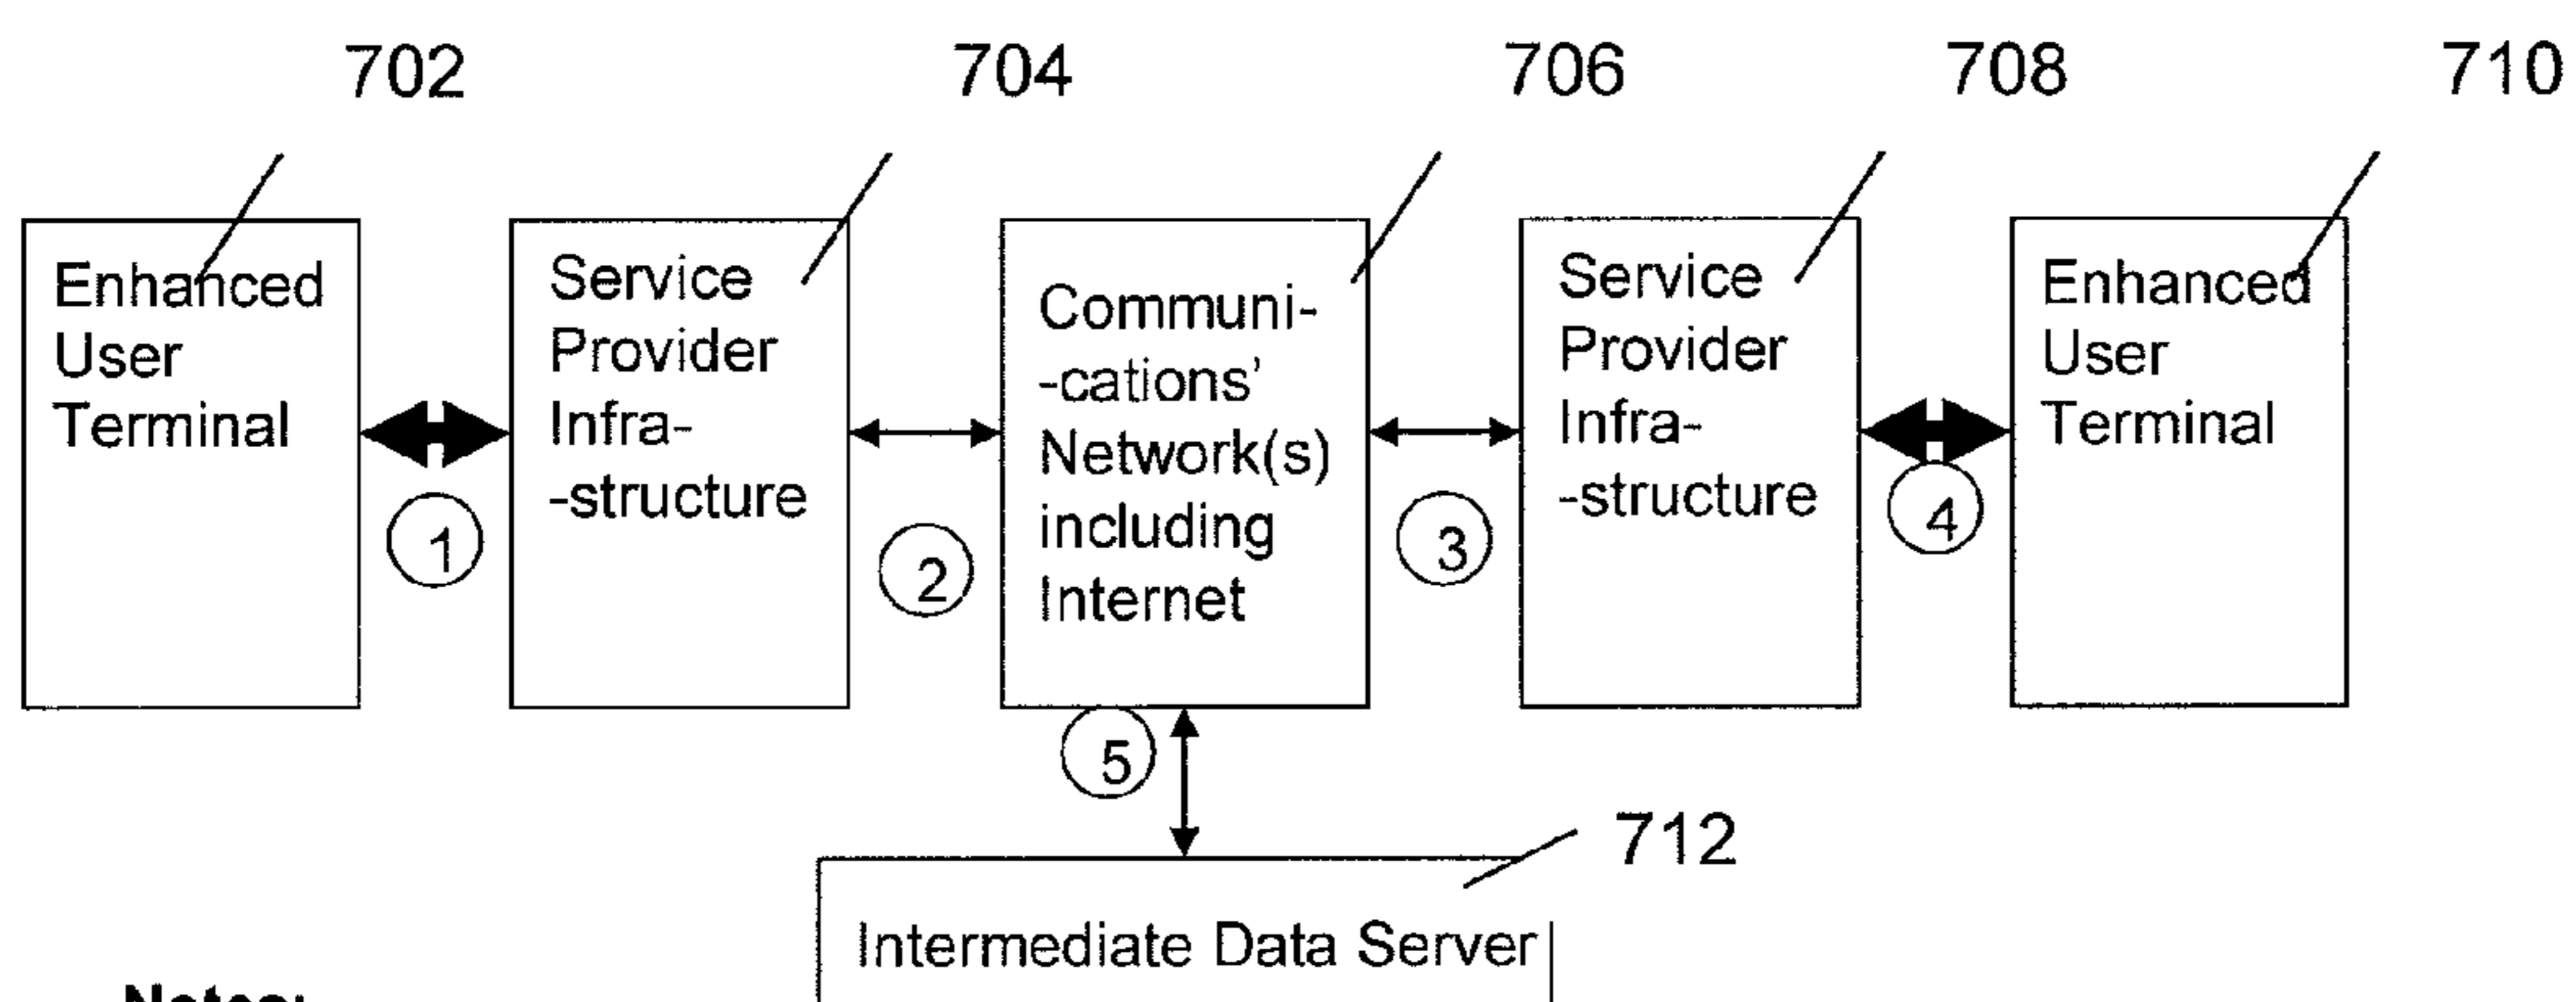 702
704
706
708
710
Enhanced
User
Terminal
Service
Provider
Infra-
-structure
Communi-
-cations'
Network(s)
including
Internet
Service
Provider
Infra-
-structure
Enhanced
User
Terminal
1
2
3
4
5
712
Intermediate Data Server
Notes: